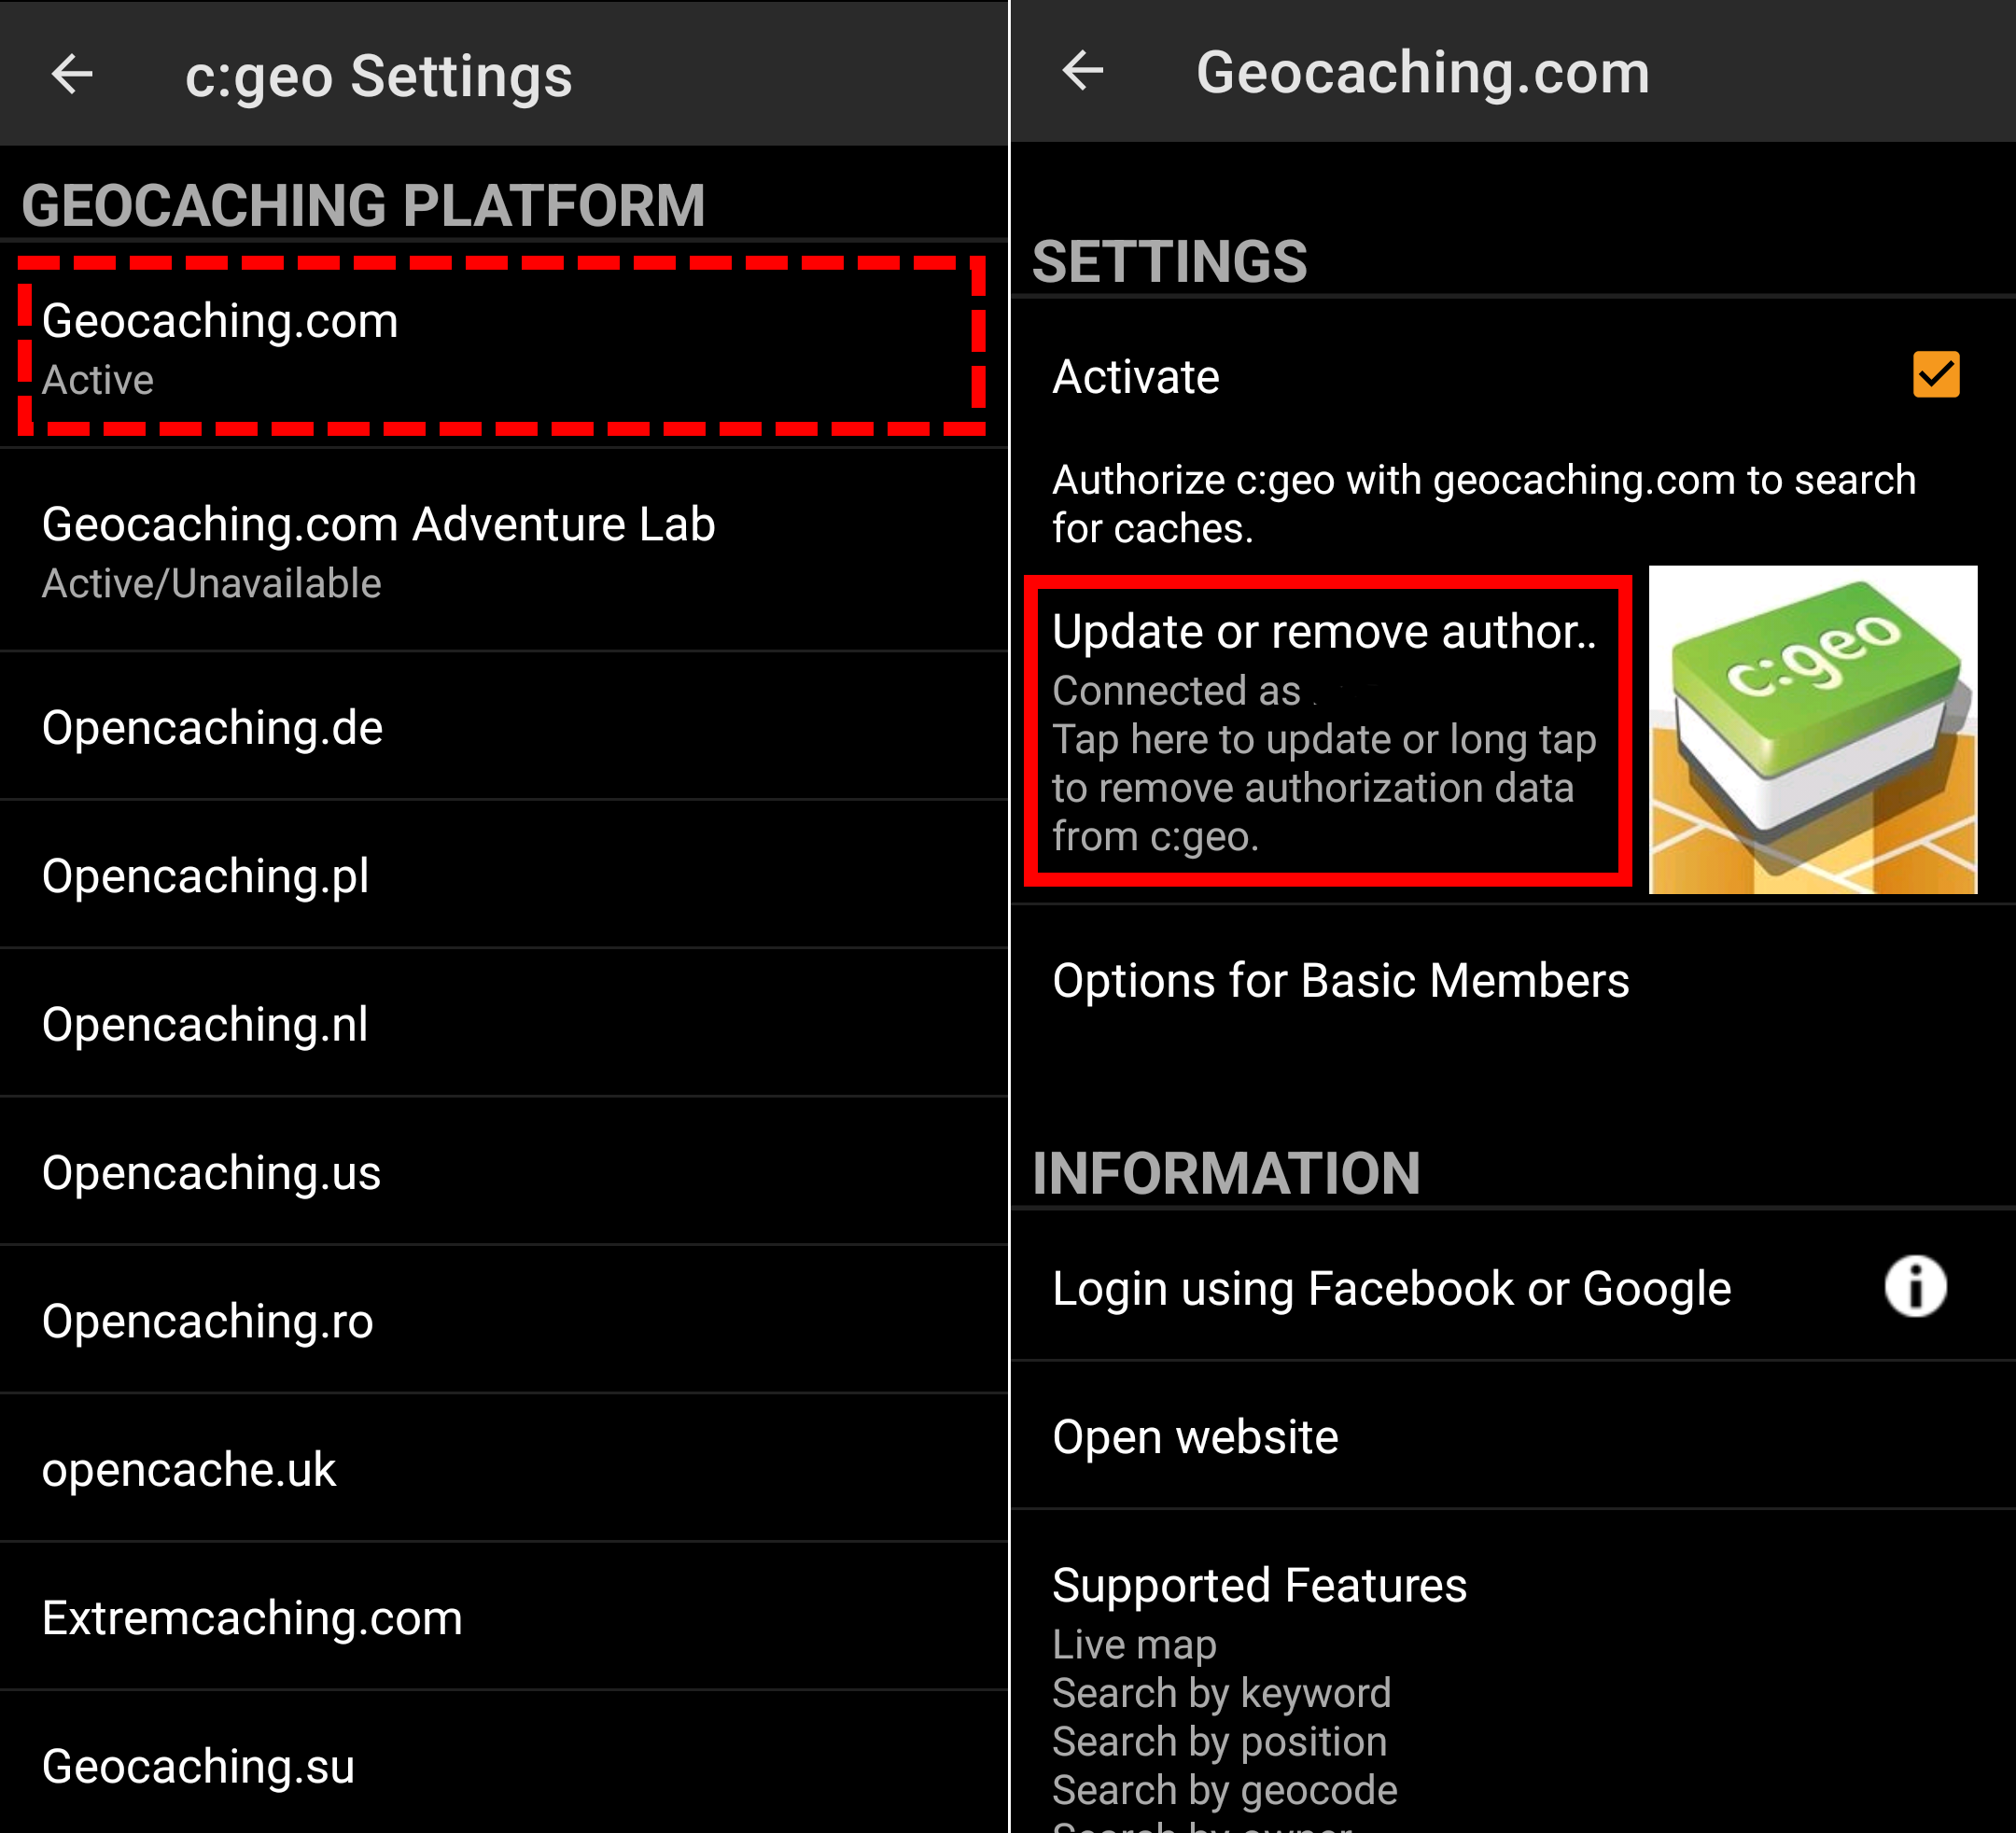 c:geo Settings
GEOCACHING PLATFORM
Geocaching.com
Active
Geocaching.com Adventure Lab
Active/Unavailable
Opencaching.de
Opencaching.pl
Opencaching.nl
Opencaching.us
Opencaching.ro
opencache.uk
Extremcaching.com
Geocaching.su
Geocaching.com
SETTINGS
Activate
Authorize c:geo with geocaching.com to search
for caches.
Update or remove author..
Connected as
Tap here to update or long tap
to remove authorization data
from c:geo.
c:geo
Options for Basic Members
INFORMATION
Login using Facebook or Google
Open website
Supported Features
Live map
Search by keyword
Search by position
Search by geocode
Search by owner